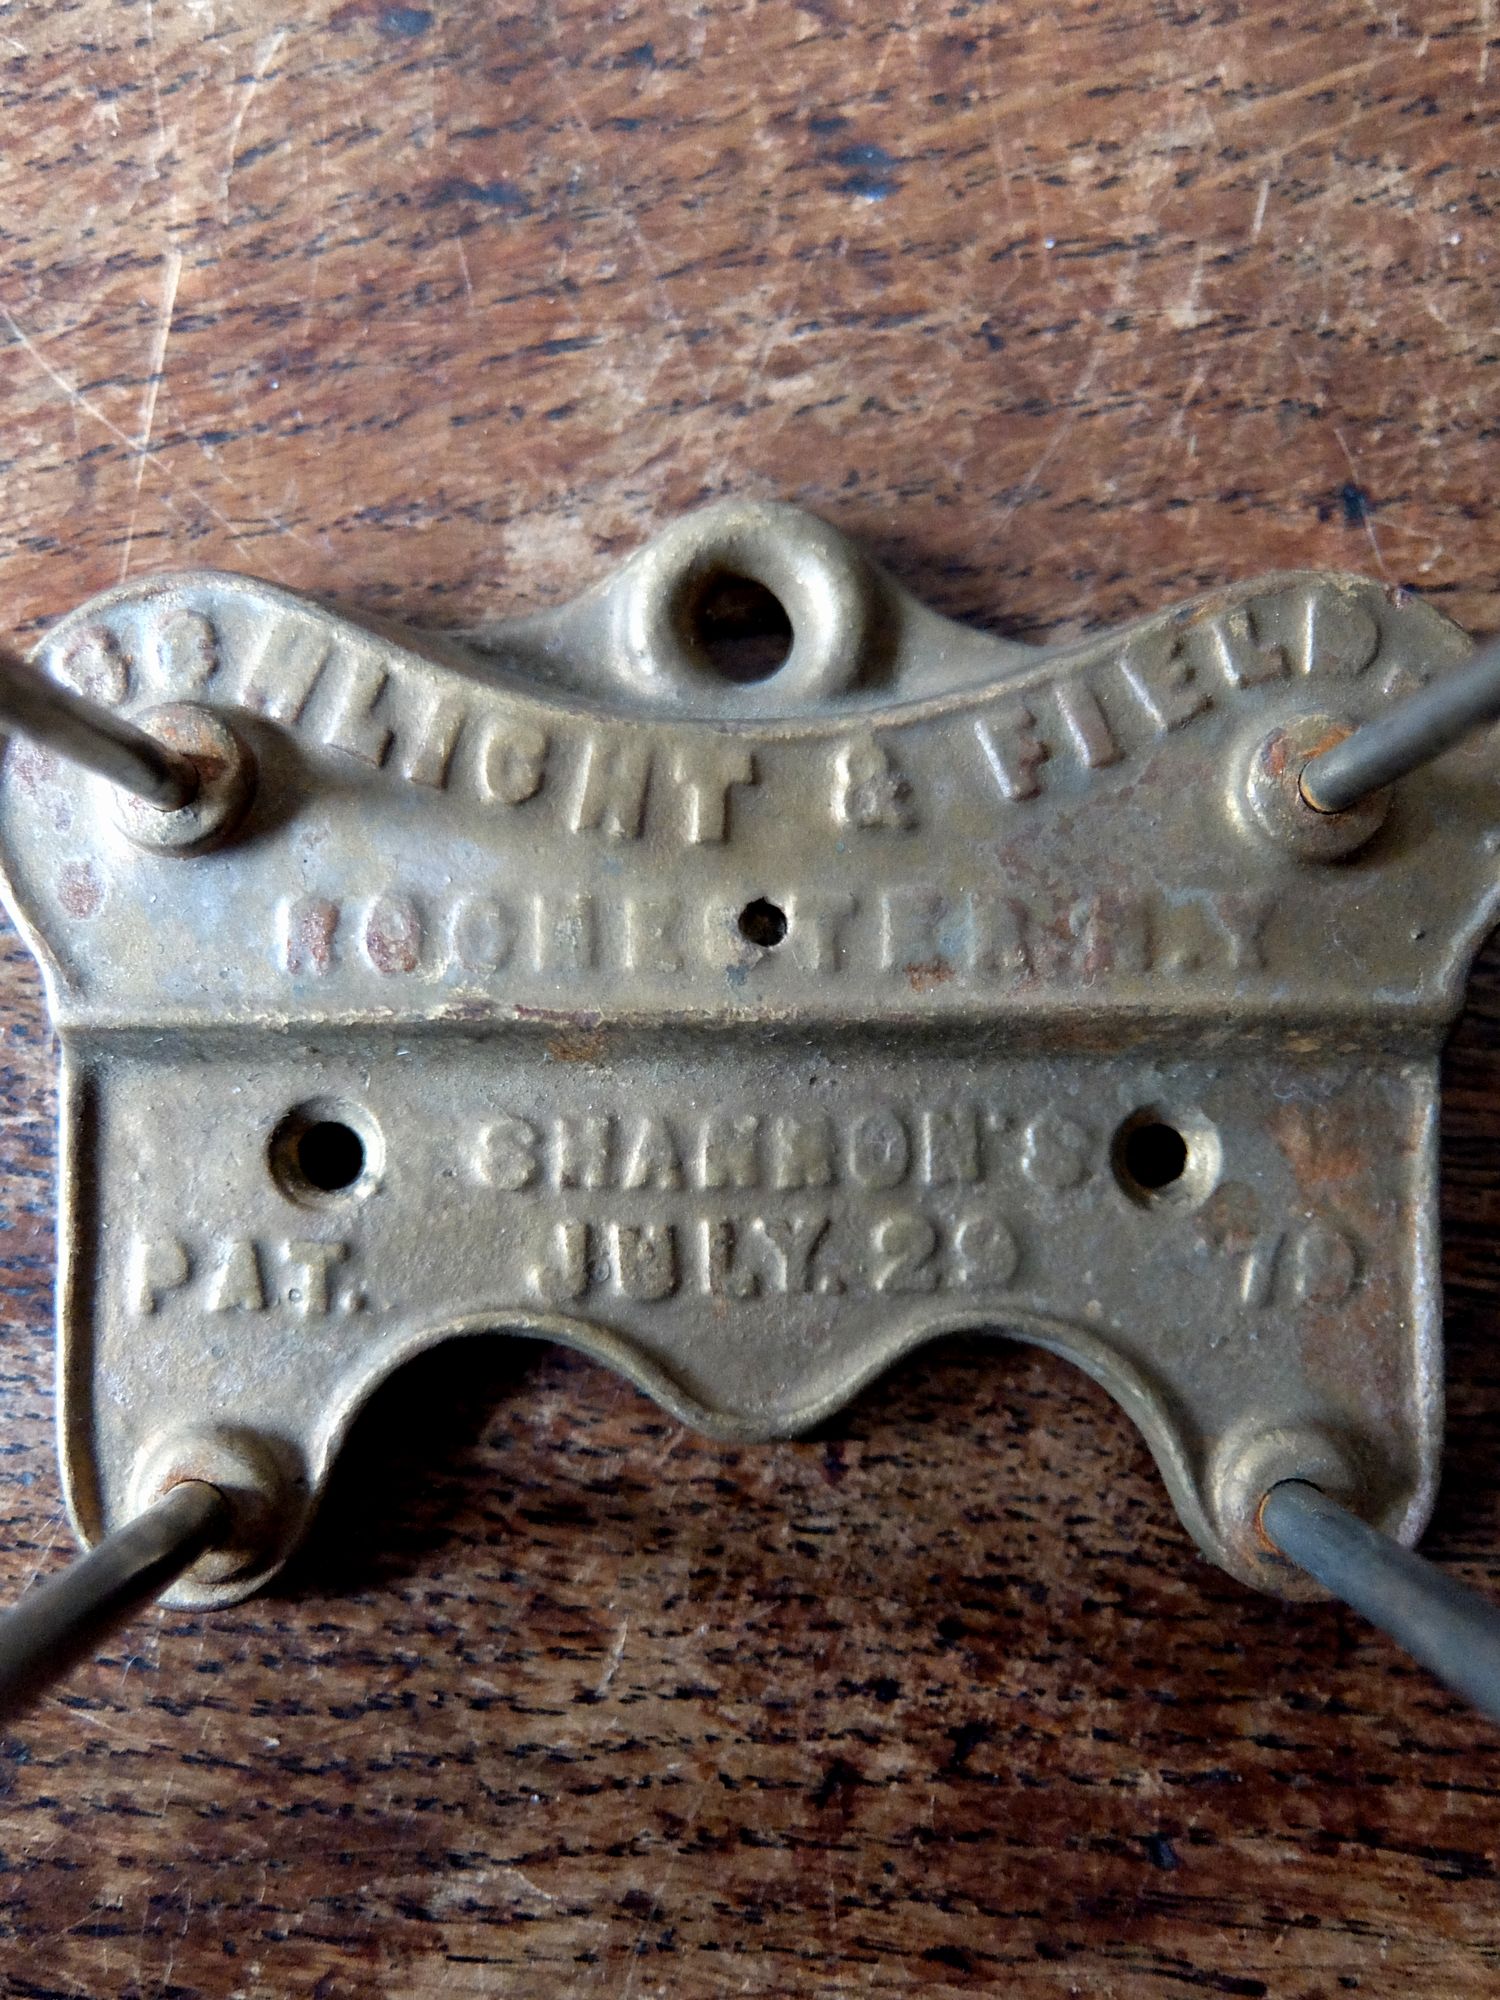 SCHLICHT & FIELD,
ROCHESTER N.Y.
SHANNON'S
PAT. JULY. 29 79